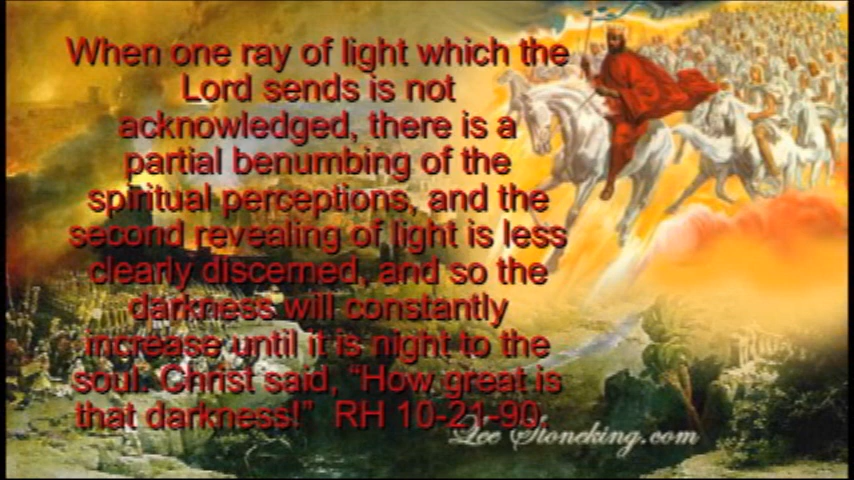 When one ray of light which the
Lord sends is not
acknowledged, there is a
partial benumbing of the
spiritual perceptions, and the
second revealing of light is less
clearly discerned, and so the
darkness will constantly
increase until it is night to the
soul. Christ said, “How great is
that darkness!” RH 10-21-90.
Lee Stoneking.com